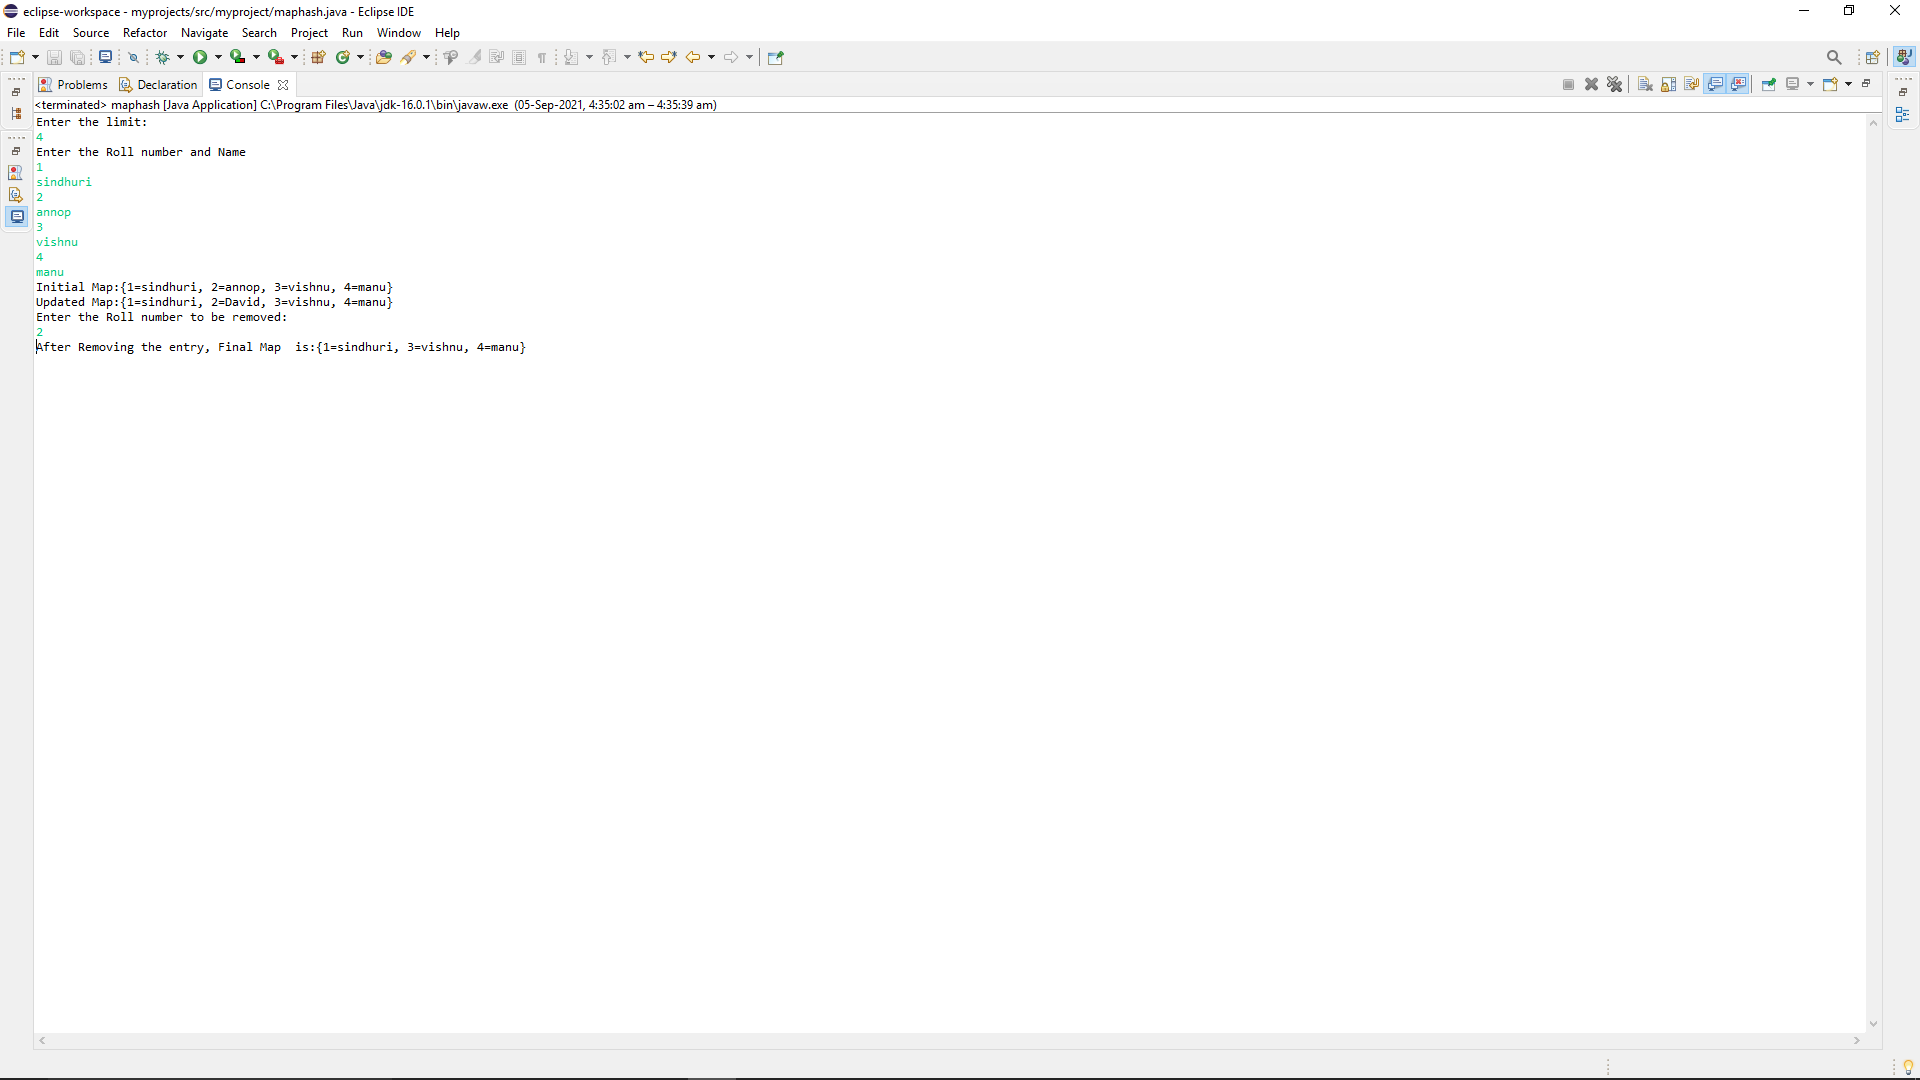 eclipse-workspace - myprojects/src/myproject/maphash.java - Eclipse IDE
File Edit Source Refactor Navigate Search Project Run Window Help
Problems Declaration Console
<terminated> maphash [Java Application] C:\Program Files\Java\jdk-16.0.1\bin\javaw.exe (05-Sep-2021, 4:35:02 am – 4:35:39 am)
Enter the limit:
4
Enter the Roll number and Name
1
sindhuri
2
annop
3
vishnu
4
manu
Initial Map:{1=sindhuri, 2=annop, 3=vishnu, 4=manu}
Updated Map:{1=sindhuri, 2=David, 3=vishnu, 4=manu}
Enter the Roll number to be removed:
2
After Removing the entry, Final Map  is:{1=sindhuri, 3=vishnu, 4=manu}